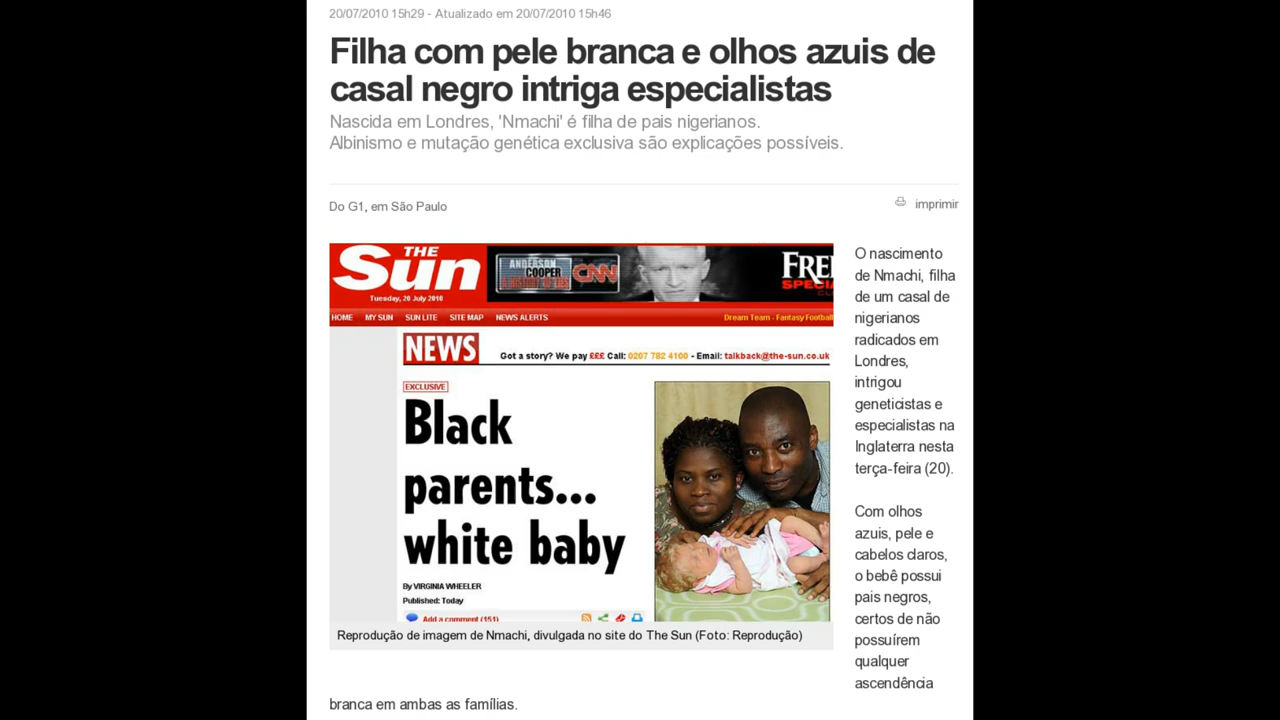 20/07/2010 15h29 - Atualizado em 20/07/2010 15h46
Filha com pele branca e olhos azuis de
casal negro intriga especialistas
Nascida em Londres, 'Nmachi' é filha de pais nigerianos.
Albinismo e mutação genética exclusiva são explicações possíveis.
Do G1, em São Paulo
imprimir
THE
Sun
Tuesday, 20 July 2010
ANDERSON
COOPER
CNN
SPECIA
HOME MY SUN SUN LITE SITE MAP NEWS ALERTS
Dream Team - Fantasy Football
NEWS
Got a story? We pay £££ Call: 0207 782 4100 - Email: talkback@the-sun.co.uk
EXCLUSIVE
Black
parents...
white baby
By VIRGINIA WHEELER
Published: Today
Add a comment (151)
Reprodução de imagem de Nmachi, divulgada no site do The Sun (Foto: Reprodução)
O nascimento
de Nmachi, filha
de um casal de
nigerianos
radicados em
Londres,
intrigou
geneticistas e
especialistas na
Inglaterra nesta
terça-feira (20).
Com olhos
azuis, pele e
cabelos claros,
o bebê possui
pais negros,
certos de não
possuírem
qualquer
ascendência
branca em ambas as famílias.